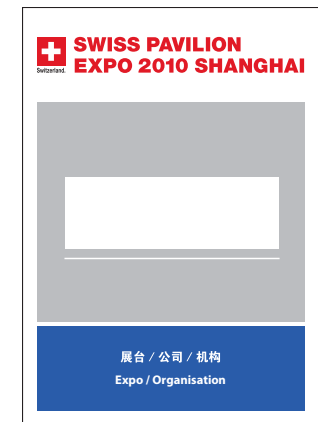 SWISS PAVILION
EXPO 2010 SHANGHAI
Switzerland.
展台 / 公司 / 机构
Expo / Organisation